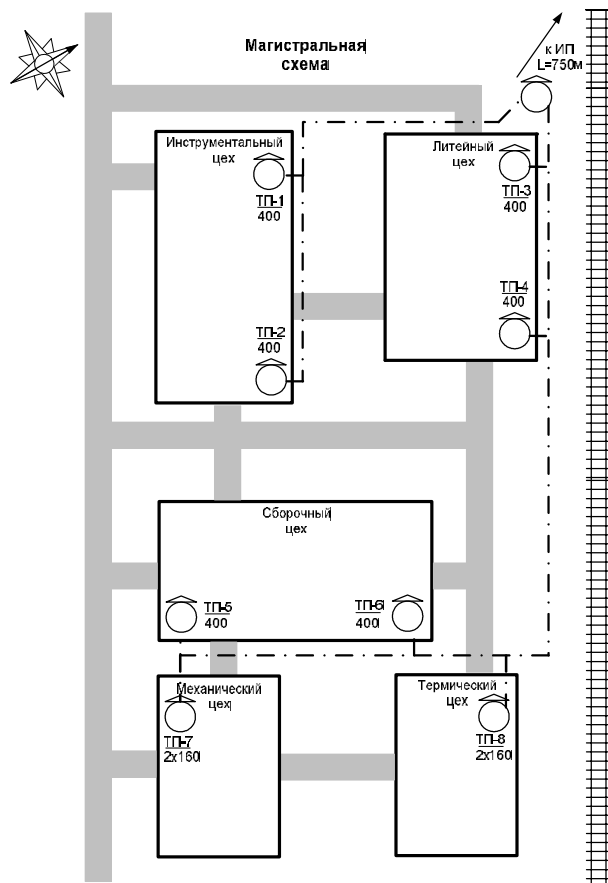 Магистральная
схема
к ИП
L=750м
Инструментальный
цех
ТП-1
400
Литейный
цех
ТП-3
400
ТП-2
400
ТП-4
400
Сборочный
цех
ТП-5
400
ТП-6
400
Механический
цех
ТП-7
2х160
Термический
цех
ТП-8
2х160